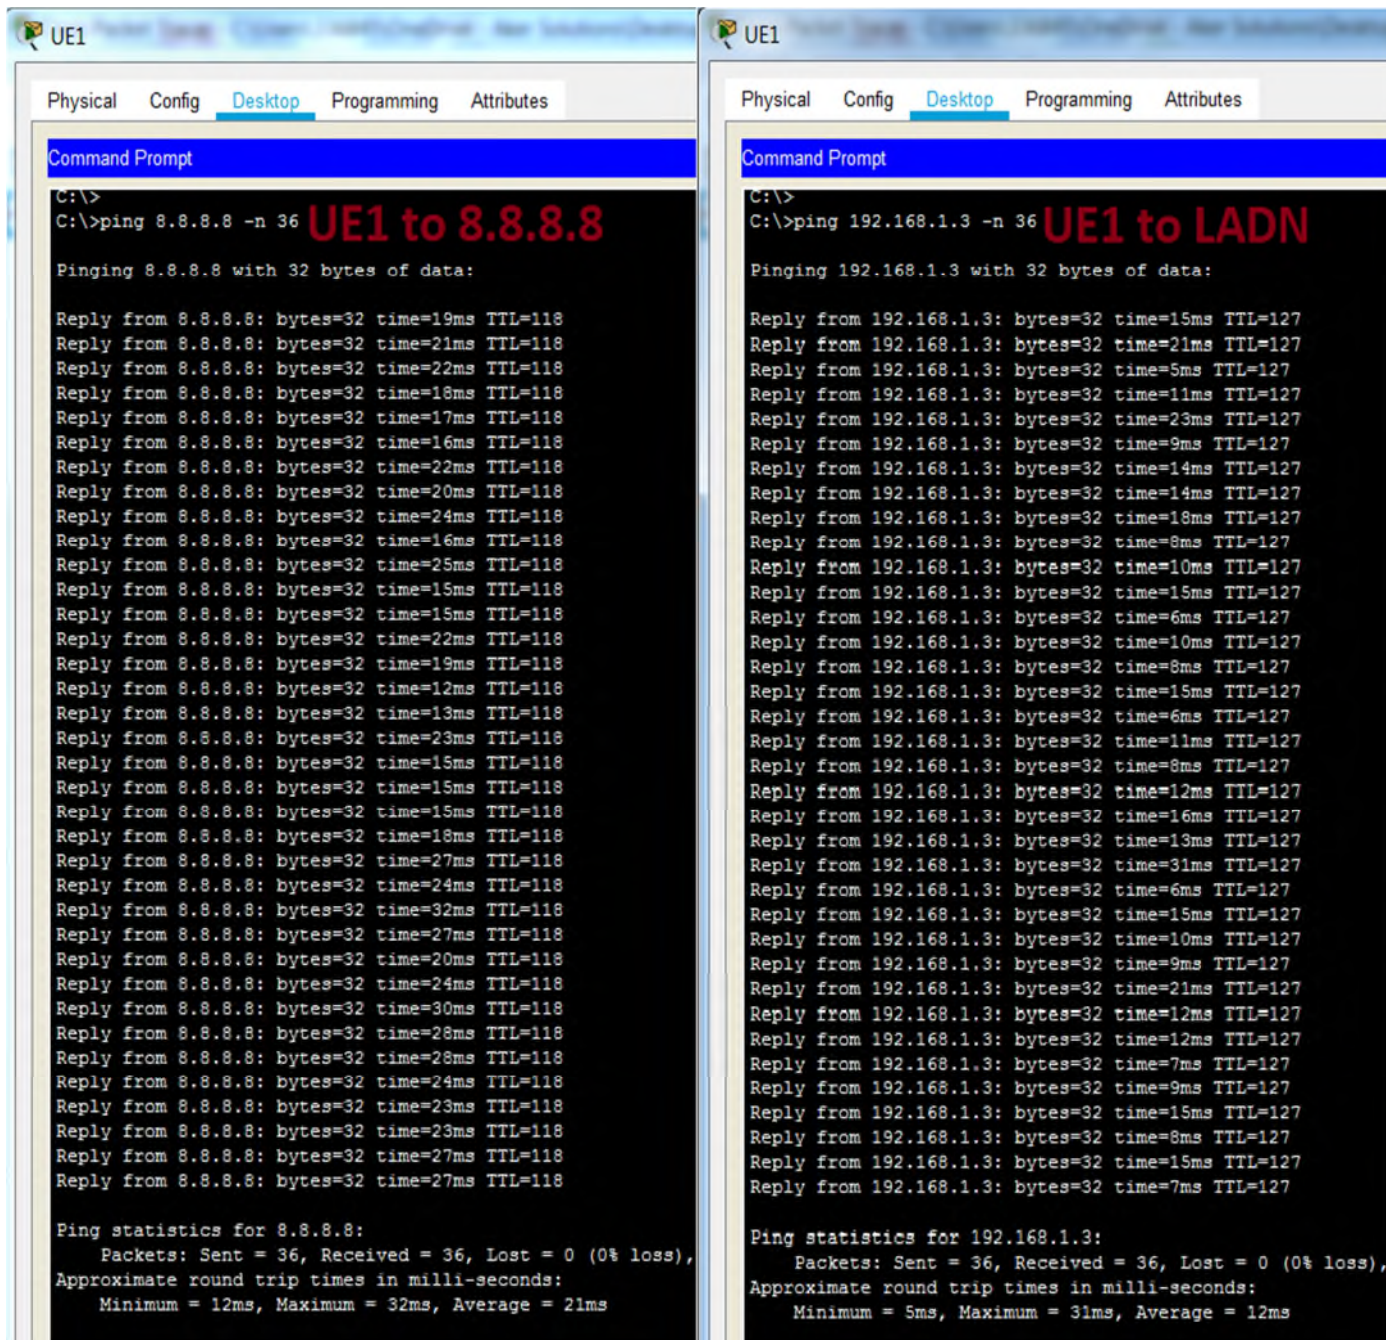 UE1
Physical Config Desktop Programming Attributes
Command Prompt
C:\>
C:\>ping 8.8.8.8 -n 36
UE1 to 8.8.8.8
Pinging 8.8.8.8 with 32 bytes of data:
Reply from 8.8.8.8: bytes=32 time=19ms TTL=118
Reply from 8.8.8.8: bytes=32 time=21ms TTL=118
Reply from 8.8.8.8: bytes=32 time=22ms TTL=118
Reply from 8.8.8.8: bytes=32 time=18ms TTL=118
Reply from 8.8.8.8: bytes=32 time=17ms TTL=118
Reply from 8.8.8.8: bytes=32 time=16ms TTL=118
Reply from 8.8.8.8: bytes=32 time=22ms TTL=118
Reply from 8.8.8.8: bytes=32 time=20ms TTL=118
Reply from 8.8.8.8: bytes=32 time=24ms TTL=118
Reply from 8.8.8.8: bytes=32 time=16ms TTL=118
Reply from 8.8.8.8: bytes=32 time=25ms TTL=118
Reply from 8.8.8.8: bytes=32 time=15ms TTL=118
Reply from 8.8.8.8: bytes=32 time=15ms TTL=118
Reply from 8.8.8.8: bytes=32 time=22ms TTL=118
Reply from 8.8.8.8: bytes=32 time=19ms TTL=118
Reply from 8.8.8.8: bytes=32 time=12ms TTL=118
Reply from 8.8.8.8: bytes=32 time=13ms TTL=118
Reply from 8.8.8.8: bytes=32 time=23ms TTL=118
Reply from 8.8.8.8: bytes=32 time=15ms TTL=118
Reply from 8.8.8.8: bytes=32 time=15ms TTL=118
Reply from 8.8.8.8: bytes=32 time=15ms TTL=118
Reply from 8.8.8.8: bytes=32 time=18ms TTL=118
Reply from 8.8.8.8: bytes=32 time=27ms TTL=118
Reply from 8.8.8.8: bytes=32 time=24ms TTL=118
Reply from 8.8.8.8: bytes=32 time=32ms TTL=118
Reply from 8.8.8.8: bytes=32 time=27ms TTL=118
Reply from 8.8.8.8: bytes=32 time=20ms TTL=118
Reply from 8.8.8.8: bytes=32 time=24ms TTL=118
Reply from 8.8.8.8: bytes=32 time=30ms TTL=118
Reply from 8.8.8.8: bytes=32 time=28ms TTL=118
Reply from 8.8.8.8: bytes=32 time=28ms TTL=118
Reply from 8.8.8.8: bytes=32 time=24ms TTL=118
Reply from 8.8.8.8: bytes=32 time=23ms TTL=118
Reply from 8.8.8.8: bytes=32 time=23ms TTL=118
Reply from 8.8.8.8: bytes=32 time=27ms TTL=118
Reply from 8.8.8.8: bytes=32 time=27ms TTL=118
Ping statistics for 8.8.8.8:
Packets: Sent = 36, Received = 36, Lost = 0 (0% loss),
Approximate round trip times in milli-seconds:
Minimum = 12ms, Maximum = 32ms, Average = 21ms
UE1
Physical Config Desktop Programming Attributes
Command Prompt
C:\>
C:\>ping 192.168.1.3 -n 36
UE1 to LADN
Pinging 192.168.1.3 with 32 bytes of data:
Reply from 192.168.1.3: bytes=32 time=15ms TTL=127
Reply from 192.168.1.3: bytes=32 time=21ms TTL=127
Reply from 192.168.1.3: bytes=32 time=5ms TTL=127
Reply from 192.168.1.3: bytes=32 time=11ms TTL=127
Reply from 192.168.1.3: bytes=32 time=23ms TTL=127
Reply from 192.168.1.3: bytes=32 time=9ms TTL=127
Reply from 192.168.1.3: bytes=32 time=14ms TTL=127
Reply from 192.168.1.3: bytes=32 time=14ms TTL=127
Reply from 192.168.1.3: bytes=32 time=18ms TTL=127
Reply from 192.168.1.3: bytes=32 time=8ms TTL=127
Reply from 192.168.1.3: bytes=32 time=10ms TTL=127
Reply from 192.168.1.3: bytes=32 time=15ms TTL=127
Reply from 192.168.1.3: bytes=32 time=6ms TTL=127
Reply from 192.168.1.3: bytes=32 time=10ms TTL=127
Reply from 192.168.1.3: bytes=32 time=8ms TTL=127
Reply from 192.168.1.3: bytes=32 time=15ms TTL=127
Reply from 192.168.1.3: bytes=32 time=6ms TTL=127
Reply from 192.168.1.3: bytes=32 time=11ms TTL=127
Reply from 192.168.1.3: bytes=32 time=8ms TTL=127
Reply from 192.168.1.3: bytes=32 time=12ms TTL=127
Reply from 192.168.1.3: bytes=32 time=16ms TTL=127
Reply from 192.168.1.3: bytes=32 time=13ms TTL=127
Reply from 192.168.1.3: bytes=32 time=31ms TTL=127
Reply from 192.168.1.3: bytes=32 time=6ms TTL=127
Reply from 192.168.1.3: bytes=32 time=15ms TTL=127
Reply from 192.168.1.3: bytes=32 time=10ms TTL=127
Reply from 192.168.1.3: bytes=32 time=9ms TTL=127
Reply from 192.168.1.3: bytes=32 time=21ms TTL=127
Reply from 192.168.1.3: bytes=32 time=12ms TTL=127
Reply from 192.168.1.3: bytes=32 time=12ms TTL=127
Reply from 192.168.1.3: bytes=32 time=7ms TTL=127
Reply from 192.168.1.3: bytes=32 time=9ms TTL=127
Reply from 192.168.1.3: bytes=32 time=15ms TTL=127
Reply from 192.168.1.3: bytes=32 time=8ms TTL=127
Reply from 192.168.1.3: bytes=32 time=15ms TTL=127
Reply from 192.168.1.3: bytes=32 time=7ms TTL=127
Ping statistics for 192.168.1.3:
Packets: Sent = 36, Received = 36, Lost = 0 (0% loss),
Approximate round trip times in milli-seconds:
Minimum = 5ms, Maximum = 31ms, Average = 12ms